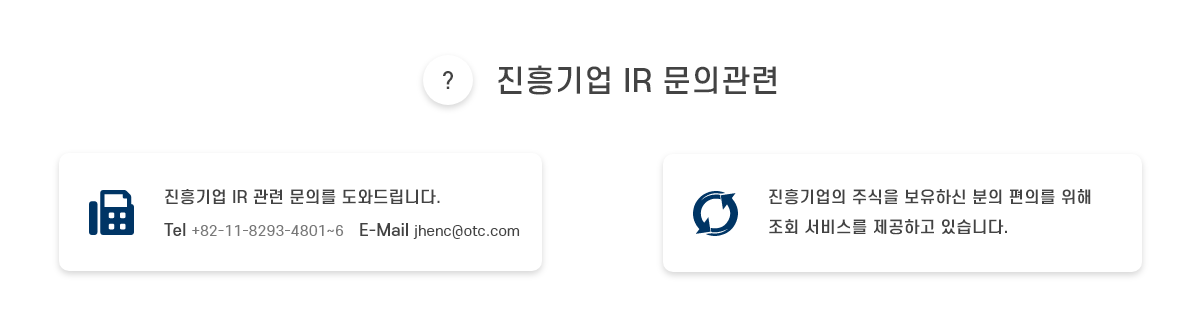 ?
진흥기업 IR 문의관련
진흥기업 IR 관련 문의를 도와드립니다.
Tel +82-11-8293-4801~6 E-Mail jhenc@otc.com
진흥기업의 주식을 보유하신 분의 편의를 위해
조회 서비스를 제공하고 있습니다.